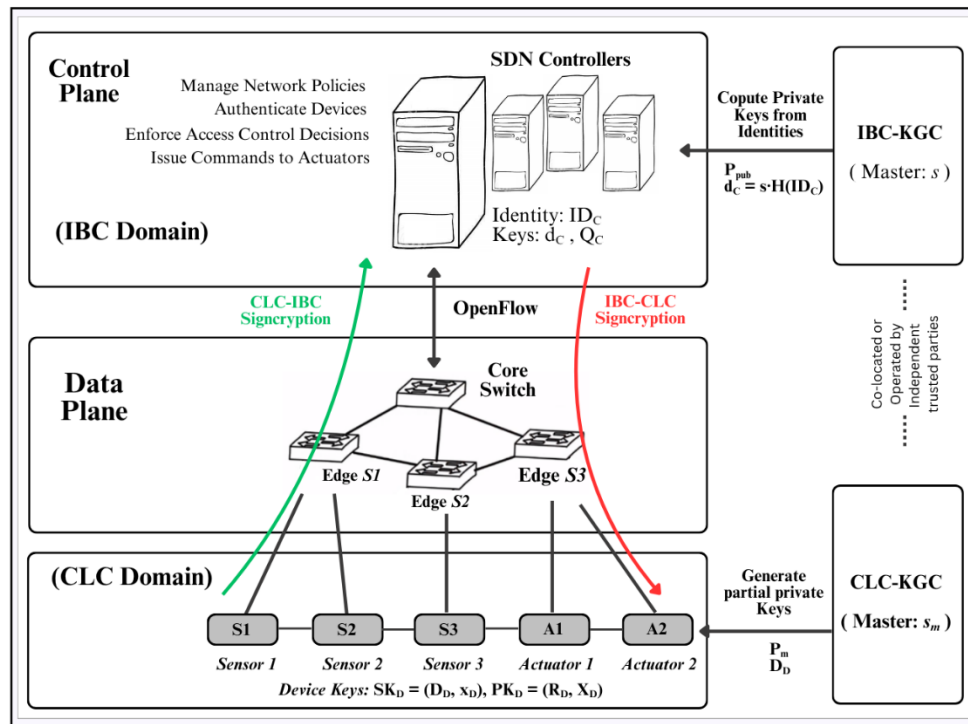 Control
Plane
Manage Network Policies
Authenticate Devices
Enforce Access Control Decisions
Issue Commands to Actuators
(IBC Domain)
SDN Controllers
Identity: ID_C
Keys: d_C , Q_C
Copute Private
Keys from
Identities
P_pub
d_C = s·H(ID_C)
IBC-KGC
( Master: s )
CLC-IBC
Signcryption
OpenFlow
IBC-CLC
Signcryption
Co-located or
Operated by
Independent
trusted parties
Data
Plane
Core
Switch
Edge S1
Edge S2
Edge S3
(CLC Domain)
S1
S2
S3
A1
A2
Sensor 1
Sensor 2
Sensor 3
Actuator 1
Actuator 2
Device Keys: SK_D = (D_D, x_D), PK_D = (R_D, X_D)
Generate
partial private
Keys
P_m
D_D
CLC-KGC
( Master: s_m )